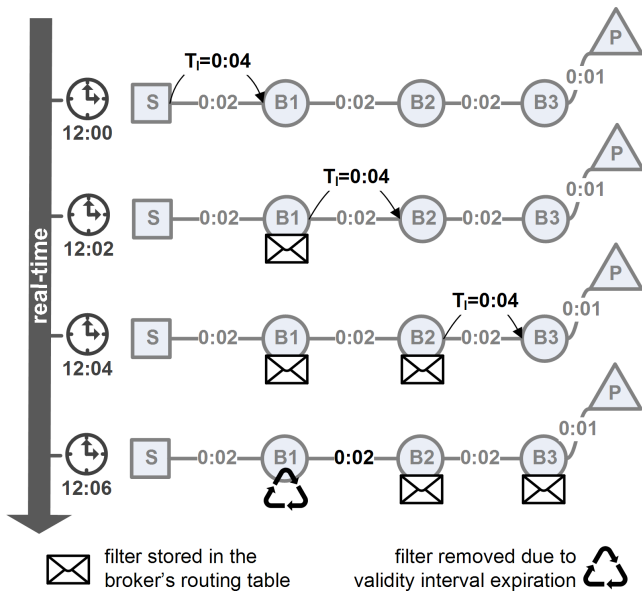 P
T_I=0:04
0:01
S 0:02 B1 0:02 B2 0:02 B3
12:00
P
T_I=0:04
0:01
S 0:02 B1 0:02 B2 0:02 B3
12:02
real-time
P
T_I=0:04
0:01
S 0:02 B1 0:02 B2 0:02 B3
12:04
P
0:01
S 0:02 B1 0:02 B2 0:02 B3
12:06
filter stored in the
broker's routing table
filter removed due to
validity interval expiration